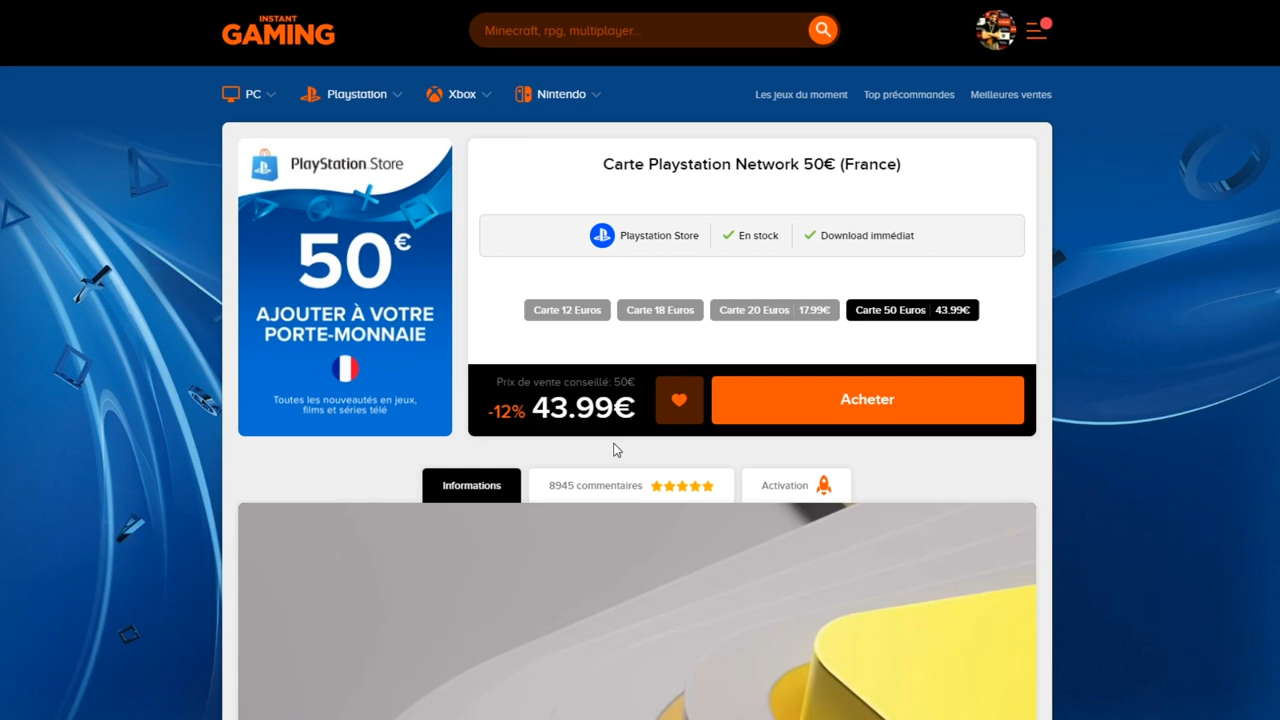 INSTANT
GAMING
Minecraft, rpg, multiplayer...
PC
Playstation
Xbox
Nintendo
Les jeux du moment
Top précommandes
Meilleures ventes
PlayStation Store
50€
AJOUTER À VOTRE
PORTE-MONNAIE
Toutes les nouveautés en jeux,
films et séries télé
Carte Playstation Network 50€ (France)
Playstation Store
En stock
Download immédiat
Carte 12 Euros
Carte 18 Euros
Carte 20 Euros 17.99€
Carte 50 Euros 43.99€
Prix de vente conseillé: 50€
-12% 43.99€
Acheter
Informations
8945 commentaires
Activation